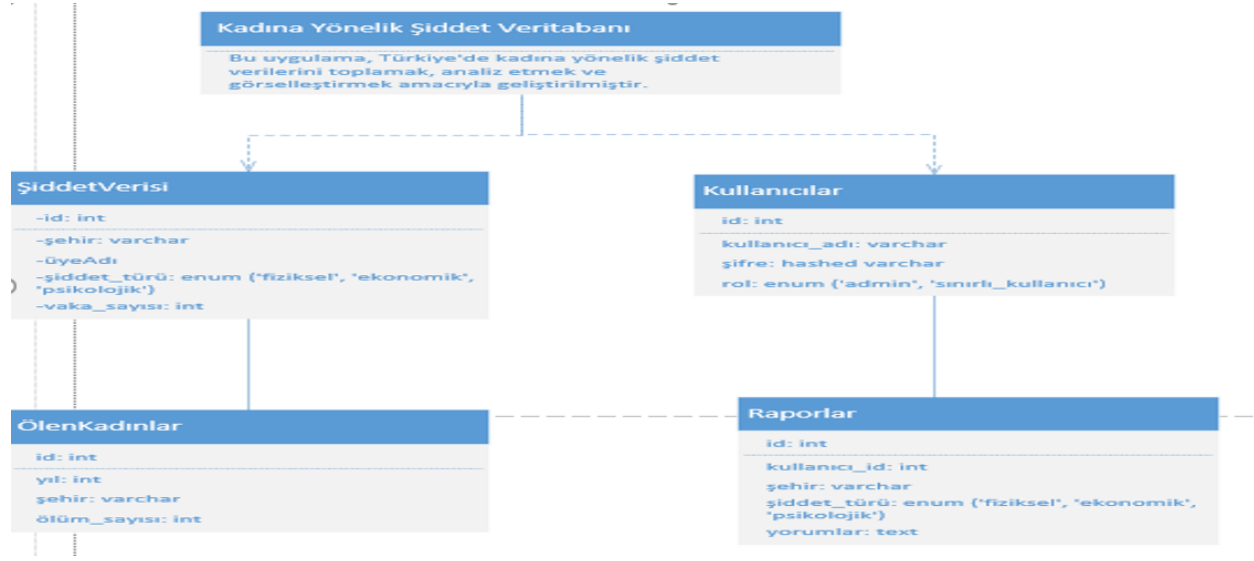 Kadına Yönelik Şiddet Veritabanı
Bu uygulama, Türkiye'de kadına yönelik şiddet
verilerini toplamak, analiz etmek ve
görselleştirmek amacıyla geliştirilmiştir.
ŞiddetVerisi
-id: int
-şehir: varchar
-üyeAdı
-şiddet_türü: enum ('fiziksel', 'ekonomik',
'psikolojik')
-vaka_sayısı: int
Kullanıcılar
id: int
kullanıcı_adı: varchar
şifre: hashed varchar
rol: enum ('admin', 'sınırlı_kullanıcı')
ÖlenKadınlar
id: int
yıl: int
şehir: varchar
ölüm_sayısı: int
Raporlar
id: int
kullanıcı_id: int
şehir: varchar
şiddet_türü: enum ('fiziksel', 'ekonomik',
'psikolojik')
yorumlar: text